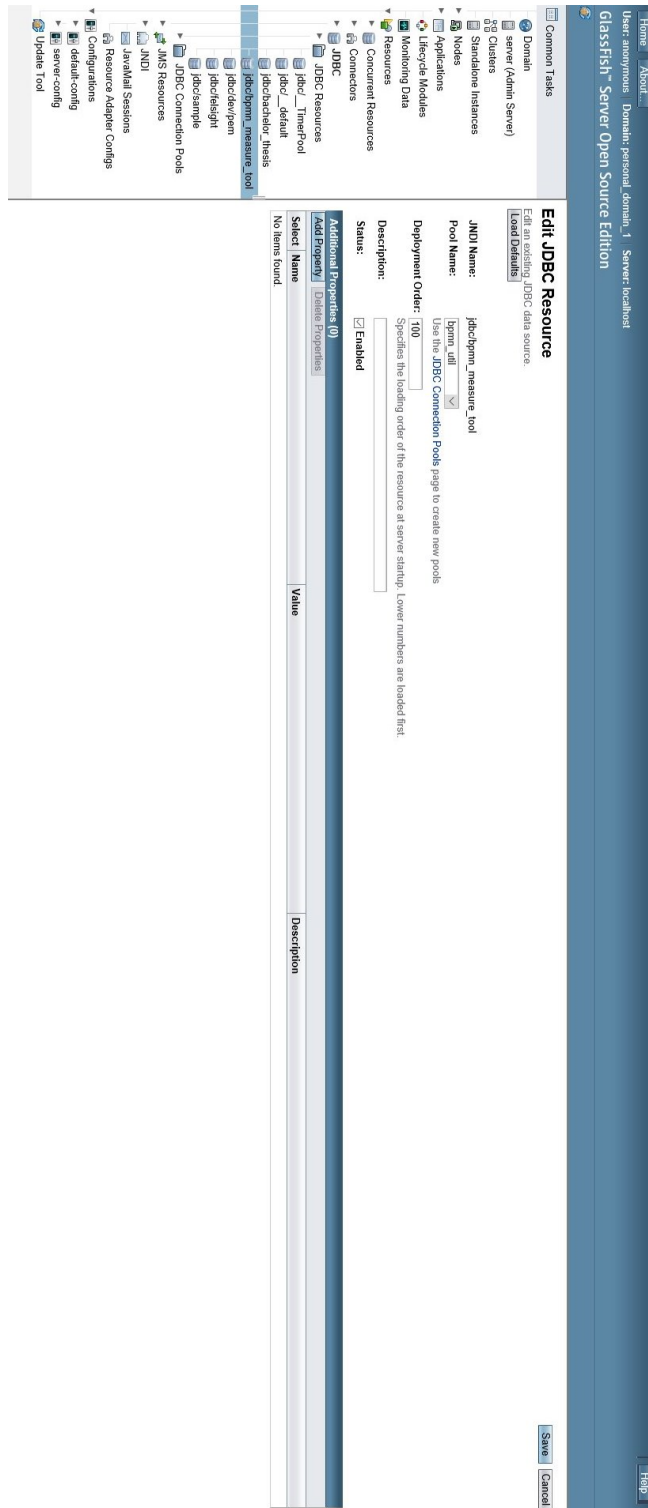 Home About... Help
User: anonymous Domain: personal_domain_1 Server: localhost
GlassFish™ Server Open Source Edition
Common Tasks
Domain
server (Admin Server)
Clusters
Standalone Instances
Nodes
Applications
Lifecycle Modules
Monitoring Data
Resources
Concurrent Resources
Connectors
JDBC
JDBC Resources
jdbc/__TimerPool
jdbc/__default
jdbc/bachelor_thesis
jdbc/bpmn_measure_tool
jdbc/dev/pem
jdbc/felsight
jdbc/sample
JDBC Connection Pools
JMS Resources
JNDI
JavaMail Sessions
Resource Adapter Configs
Configurations
default-config
server-config
Update Tool
Edit JDBC Resource
Save Cancel
Edit an existing JDBC data source.
Load Defaults
JNDI Name: jdbc/bpmn_measure_tool
Pool Name: bpmn_util
Use the JDBC Connection Pools page to create new pools
Deployment Order: 100
Specifies the loading order of the resource at server startup. Lower numbers are loaded first.
Description:
Status: Enabled
Additional Properties (0)
Add Property Delete Properties
Select Name Value Description
No items found.